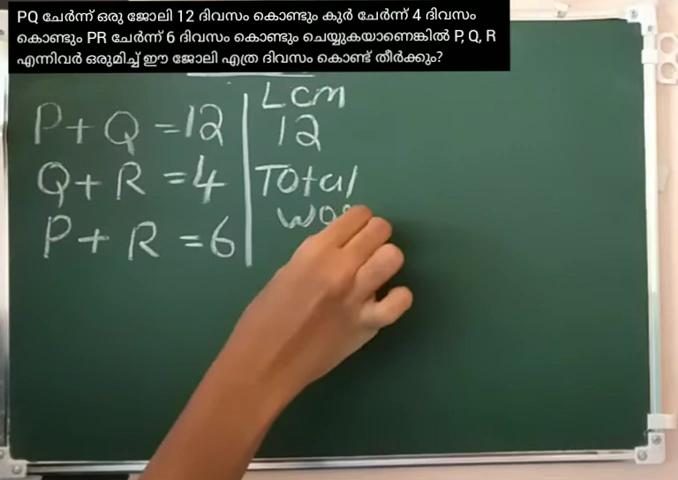 PQ ചേർന്ന് ഒരു ജോലി 12 ദിവസം കൊണ്ടും കുർ ചേർന്ന് 4 ദിവസം
കൊണ്ടും PR ചേർന്ന് 6 ദിവസം കൊണ്ടും ചെയ്യുകയാണെങ്കിൽ P, Q, R
എന്നിവർ ഒരുമിച്ച് ഈ ജോലി എത്ര ദിവസം കൊണ്ട് തീർക്കും?
P+Q =12
Q+R =4
P+R =6
Lcm
12
Total